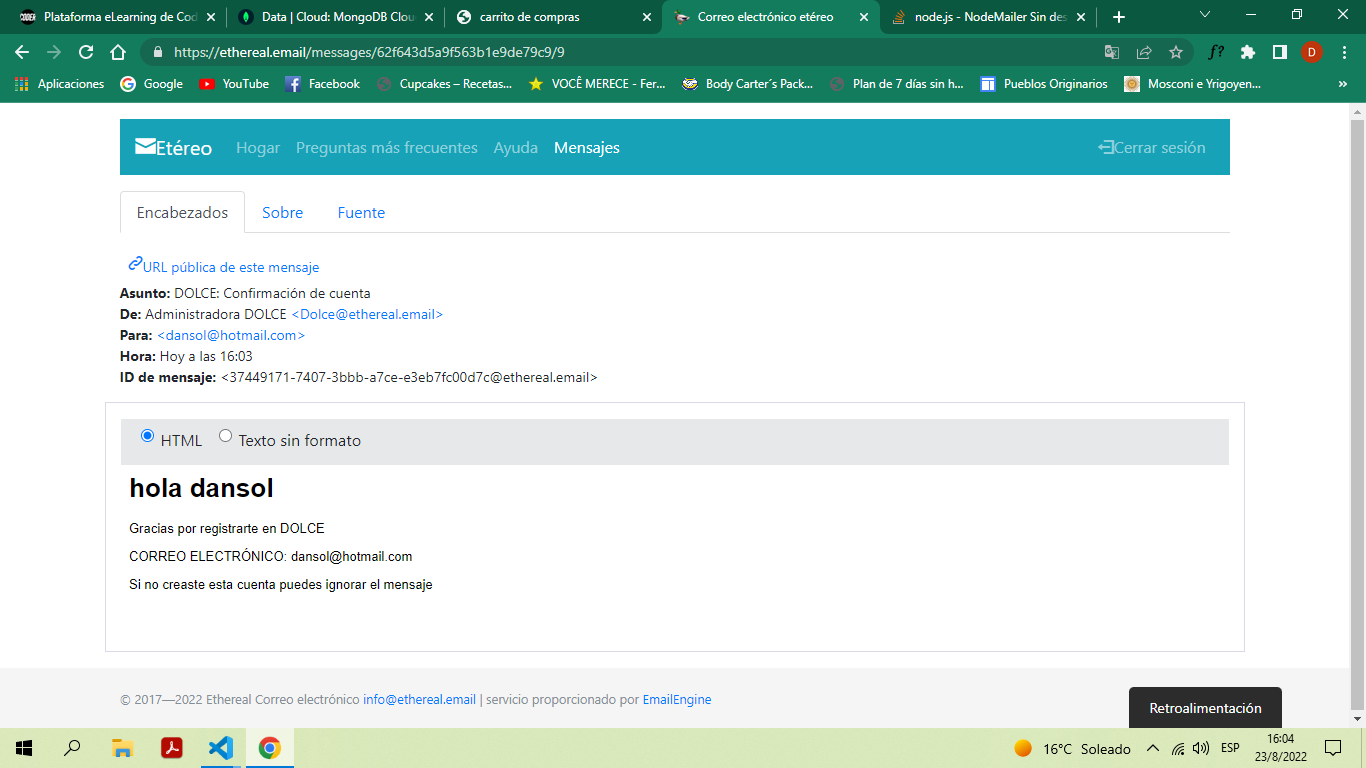 Plataforma eLearning de Cod
Data | Cloud: MongoDB Clou
carrito de compras
Correo electrónico etéreo
node.js - NodeMailer Sin des
https://ethereal.email/messages/62f643d5a9f563b1e9de79c9/9
f?
D
Aplicaciones
Google
YouTube
Facebook
Cupcakes – Recetas...
VOCÊ MERECE - Fer...
Body Carter´s Pack...
Plan de 7 días sin h...
Pueblos Originarios
Mosconi e Yrigoyen...
»
Etéreo
Hogar
Preguntas más frecuentes
Ayuda
Mensajes
Cerrar sesión
Encabezados
Sobre
Fuente
URL pública de este mensaje
Asunto: DOLCE: Confirmación de cuenta
De: Administradora DOLCE <Dolce@ethereal.email>
Para: <dansol@hotmail.com>
Hora: Hoy a las 16:03
ID de mensaje: <37449171-7407-3bbb-a7ce-e3eb7fc00d7c@ethereal.email>
HTML
Texto sin formato
hola dansol
Gracias por registrarte en DOLCE
CORREO ELECTRÓNICO: dansol@hotmail.com
Si no creaste esta cuenta puedes ignorar el mensaje
© 2017—2022 Ethereal Correo electrónico info@ethereal.email | servicio proporcionado por EmailEngine
Retroalimentación
16°C Soleado
ESP
16:04
23/8/2022